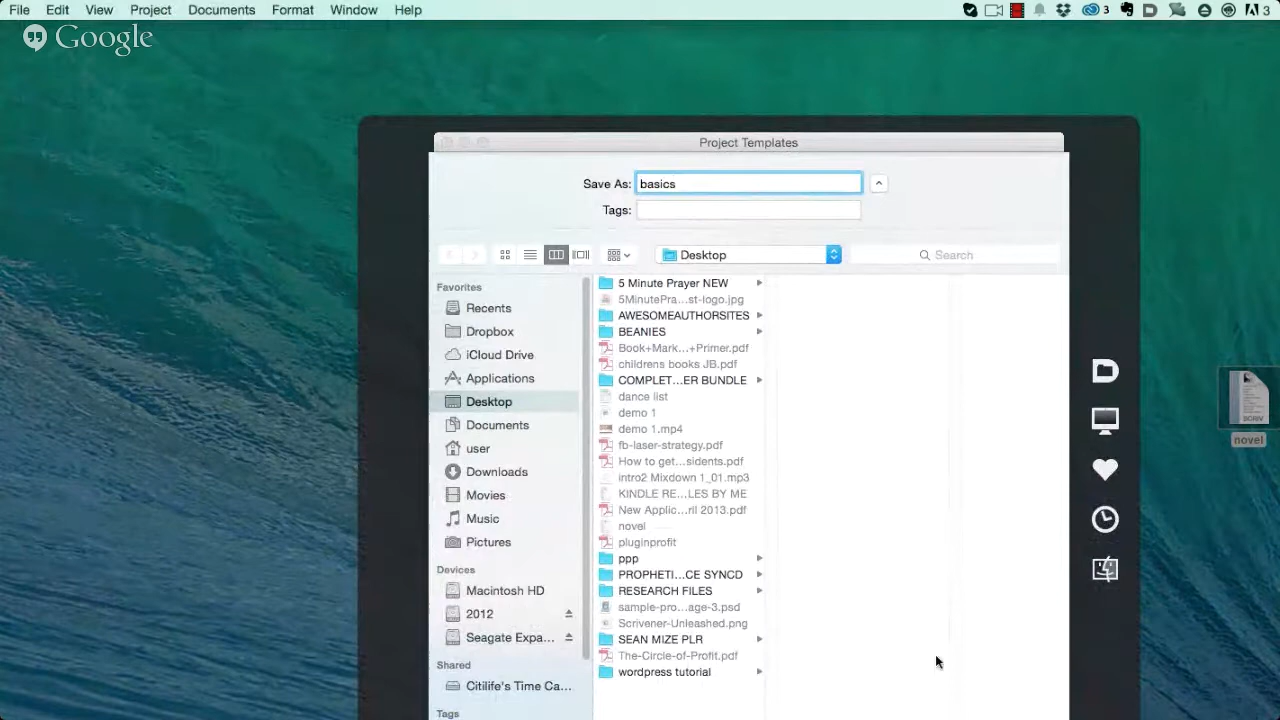 File Edit View Project Documents Format Window Help 3 3
Google
Project Templates
Save As: basics
Tags:
Desktop
Search
Favorites
Recents
Dropbox
iCloud Drive
Applications
Desktop
Documents
user
Downloads
Movies
Music
Pictures
Devices
Macintosh HD
2012
Seagate Expa...
Shared
Citilife's Time Ca...
Tags
5 Minute Prayer NEW
5MinutePra...st-logo.jpg
AWESOMEAUTHORSITES
BEANIES
Book+Mark...+Primer.pdf
childrens books JB.pdf
COMPLET...ER BUNDLE
dance list
demo 1
demo 1.mp4
fb-laser-strategy.pdf
How to get...sidents.pdf
intro2 Mixdown 1_01.mp3
KINDLE RE...LES BY ME
New Applic...ril 2013.pdf
novel
pluginprofit
ppp
PROPHETI...CE SYNCD
RESEARCH FILES
sample-pro...age-3.psd
Scrivener-Unleashed.png
SEAN MIZE PLR
The-Circle-of-Profit.pdf
wordpress tutorial
SCRIV
novel